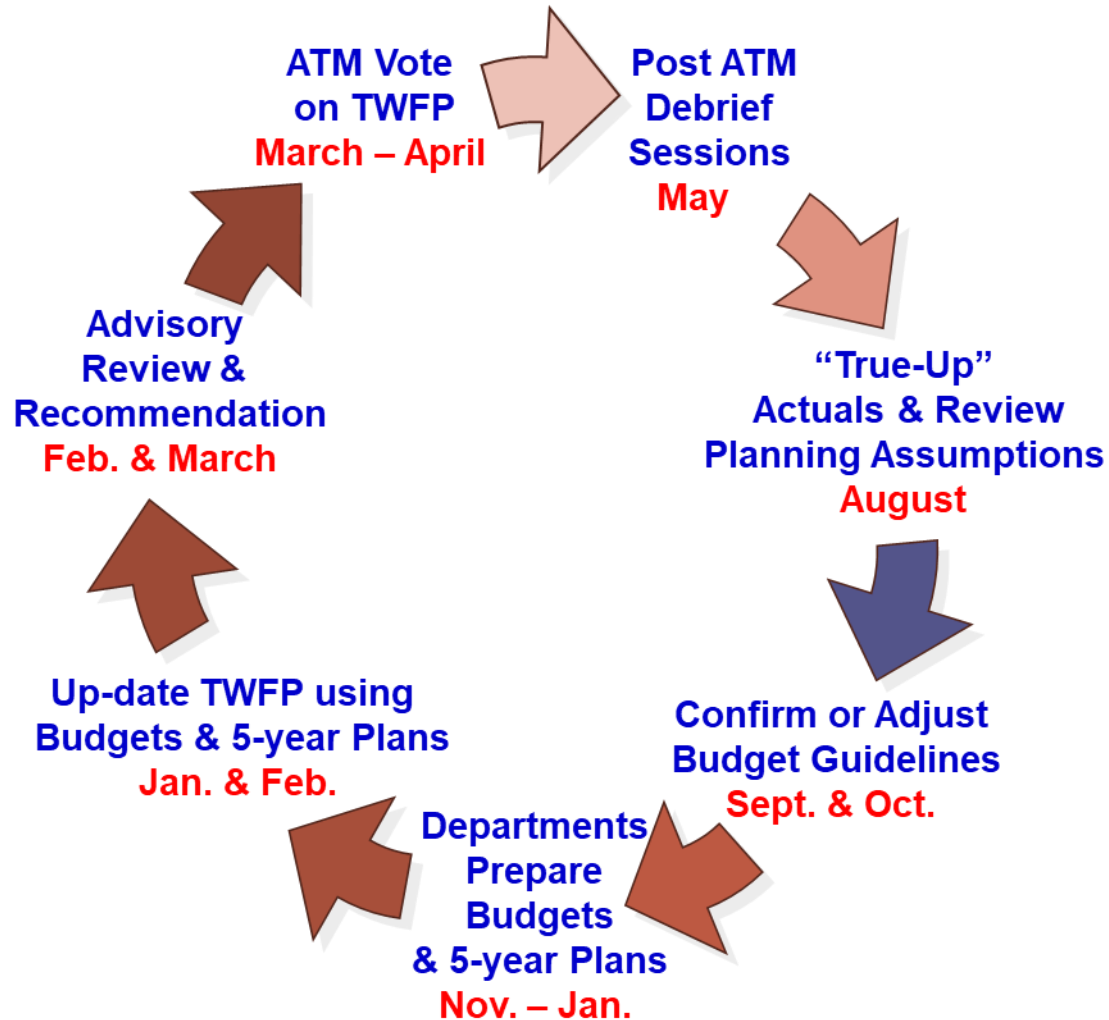 ATM Vote
on TWFP
March – April
Post ATM
Debrief
Sessions
May
“True-Up”
Actuals & Review
Planning Assumptions
August
Confirm or Adjust
Budget Guidelines
Sept. & Oct.
Departments
Prepare
Budgets
& 5-year Plans
Nov. – Jan.
Up-date TWFP using
Budgets & 5-year Plans
Jan. & Feb.
Advisory
Review &
Recommendation
Feb. & March